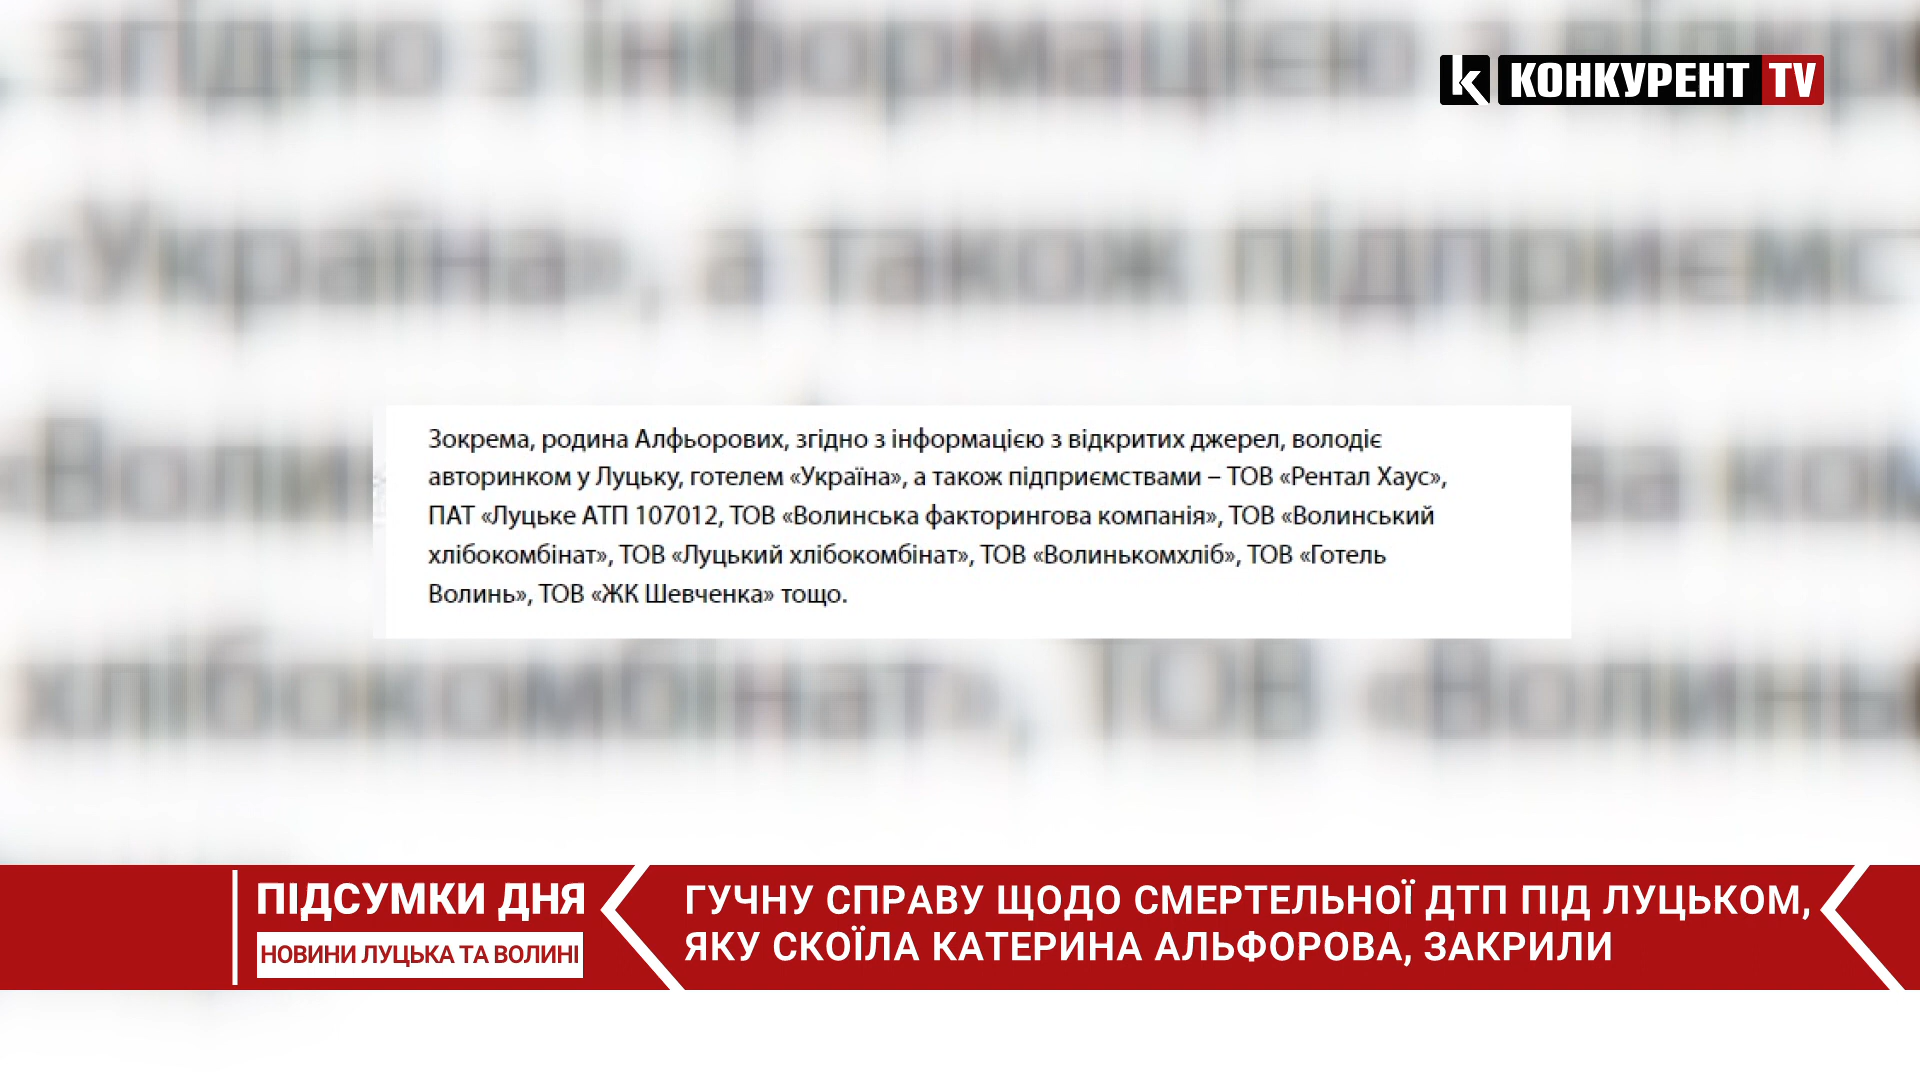 k КОНКУРЕНТ TV
Зокрема, родина Алфьорових, згідно з інформацією з відкритих джерел, володіє
авторинком у Луцьку, готелем «Україна», а також підприємствами – ТОВ «Рентал Хаус»,
ПАТ «Луцьке АТП 107012, ТОВ «Волинська факторингова компанія», ТОВ «Волинський
хлібокомбінат», ТОВ «Луцький хлібокомбінат», ТОВ «Волинькомхліб», ТОВ «Готель
Волинь», ТОВ «ЖК Шевченка» тощо.
ПІДСУМКИ ДНЯ
НОВИНИ ЛУЦЬКА ТА ВОЛИНІ
ГУЧНУ СПРАВУ ЩОДО СМЕРТЕЛЬНОЇ ДТП ПІД ЛУЦЬКОМ,
ЯКУ СКОЇЛА КАТЕРИНА АЛЬФОРОВА, ЗАКРИЛИ